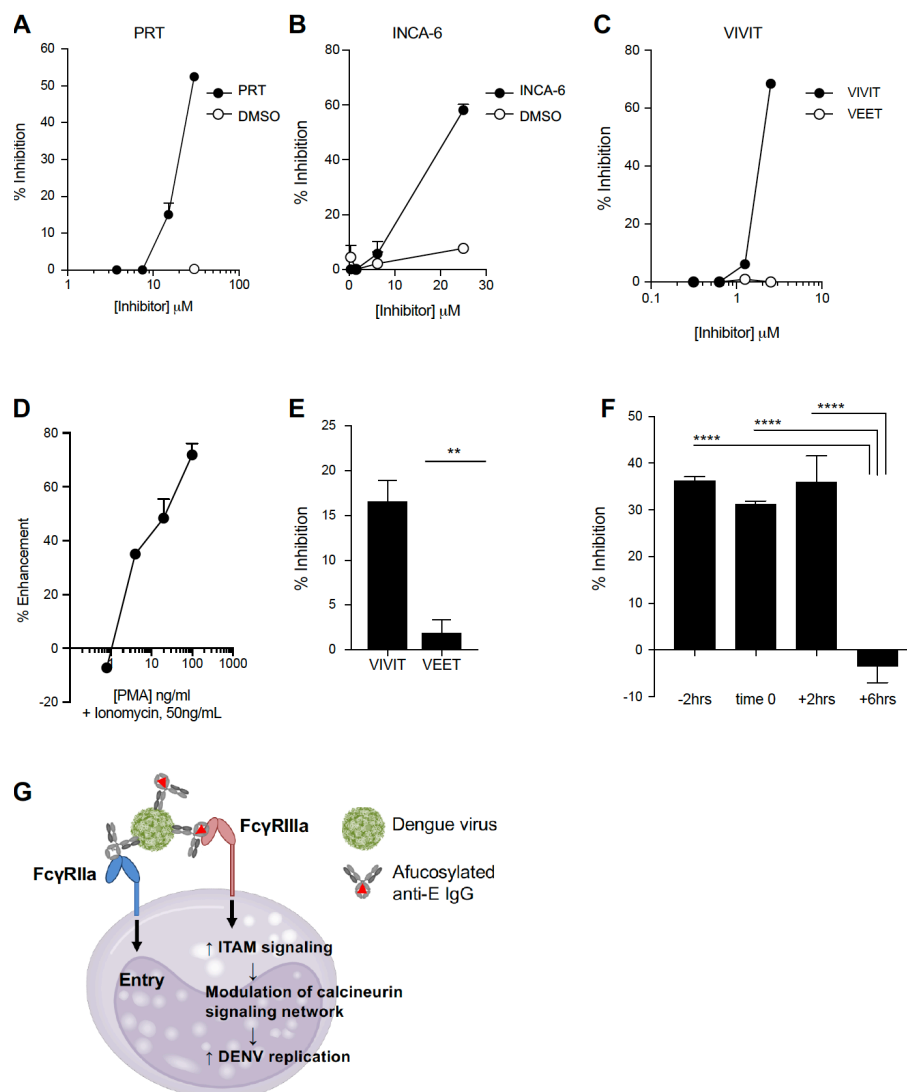 A
PRT
60
50
40
30
20
10
0
% Inhibition
1
10
100
[Inhibitor] μM
PRT
DMSO
B
INCA-6
80
60
40
20
0
% Inhibition
0
10
20
30
[Inhibitor] μM
INCA-6
DMSO
C
VIVIT
80
60
40
20
0
% Inhibition
0.1
1
10
[Inhibitor] μM
VIVIT
VEET
D
80
60
40
20
0
-20
% Enhancement
1
10
100
1000
[PMA] ng/ml
+ Ionomycin, 50ng/mL
E
25
20
15
10
5
0
% Inhibition
**
VIVIT
VEET
F
50
40
30
20
10
0
-10
% Inhibition
****
****
****
-2hrs
time 0
+2hrs
+6hrs
G
FcγRIIIa
FcγRIIa
Dengue virus
Afucosylated
anti-E IgG
Entry
↑ ITAM signaling
↓
Modulation of calcineurin
signaling network
↓
↑ DENV replication